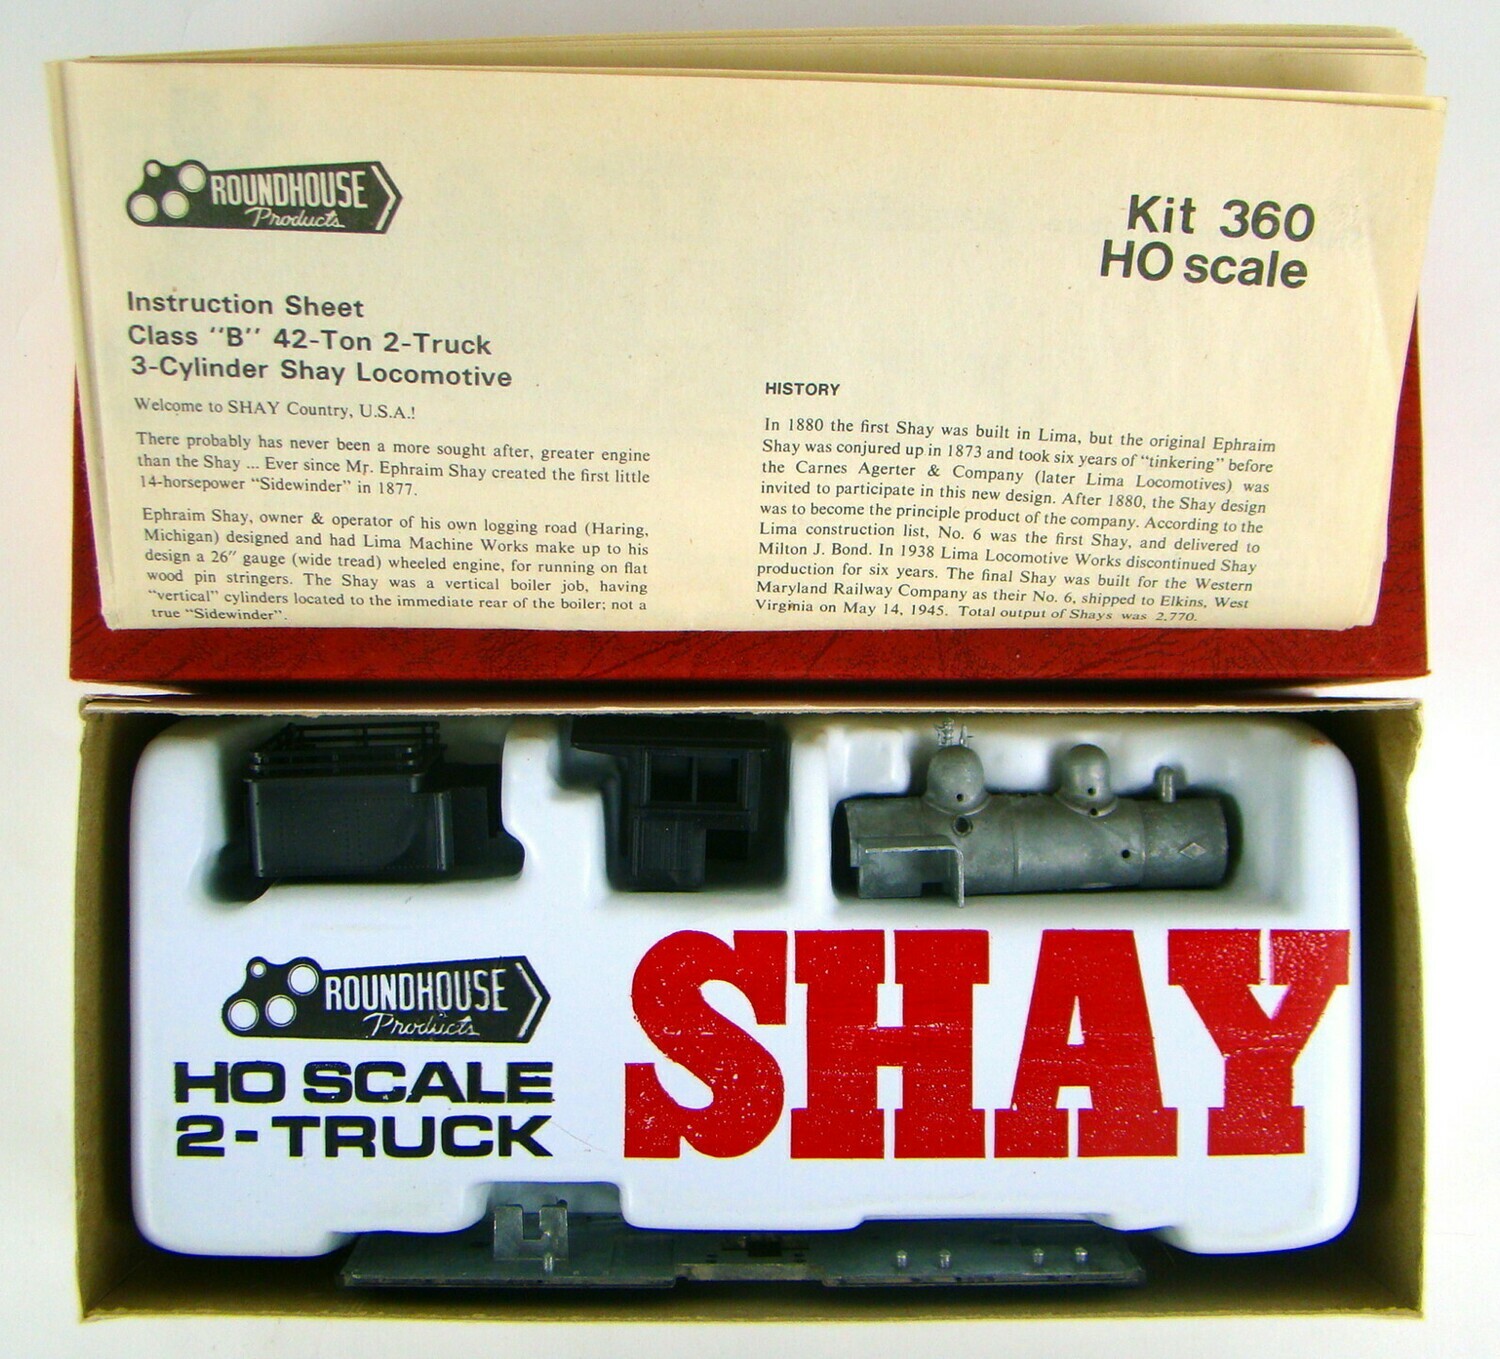 ROUNDHOUSE
Products
Kit 360
HO scale
Instruction Sheet
Class "B" 42-Ton 2-Truck
3-Cylinder Shay Locomotive
Welcome to SHAY Country, U.S.A.!
There probably has never been a more sought after, greater engine
than the Shay ... Ever since Mr. Ephraim Shay created the first little
14-horsepower "Sidewinder" in 1877.
Ephraim Shay, owner & operator of his own logging road (Haring,
Michigan) designed and had Lima Machine Works make up to his
design a 26" gauge (wide tread) wheeled engine, for running on flat
wood pin stringers. The Shay was a vertical boiler job, having
"vertical" cylinders located to the immediate rear of the boiler; not a
true "Sidewinder".
HISTORY
In 1880 the first Shay was built in Lima, but the original Ephraim
Shay was conjured up in 1873 and took six years of "tinkering" before
the Carnes Agerter & Company (later Lima Locomotives) was
invited to participate in this new design. After 1880, the Shay design
was to become the principle product of the company. According to the
Lima construction list, No. 6 was the first Shay, and delivered to
Milton J. Bond. In 1938 Lima Locomotive Works discontinued Shay
production for six years. The final Shay was built for the Western
Maryland Railway Company as their No. 6, shipped to Elkins, West
Virginia on May 14, 1945. Total output of Shays was 2,770.
ROUNDHOUSE
Products
HO SCALE
2-TRUCK
SHAY